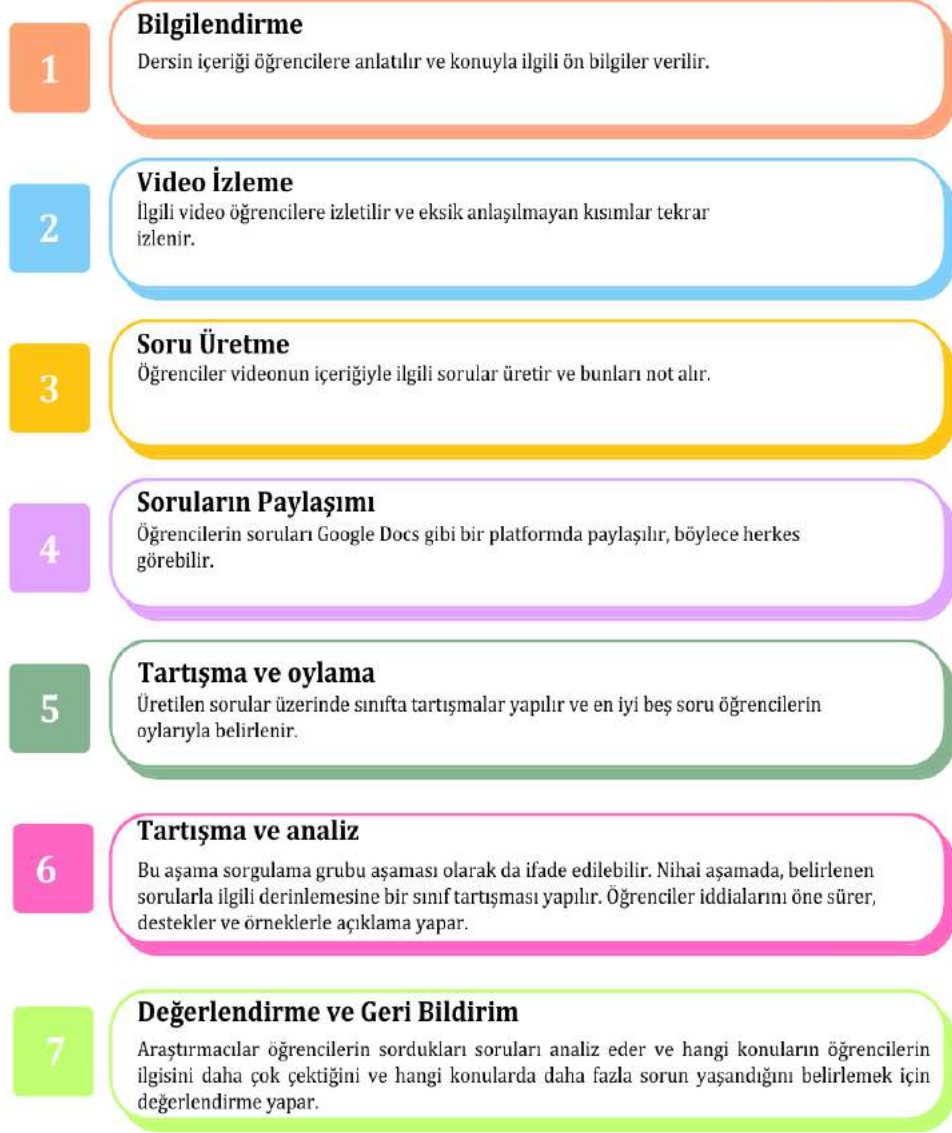 1
Bilgilendirme
Dersin içeriği öğrencilere anlatılır ve konuyla ilgili ön bilgiler verilir.
2
Video İzleme
İlgili video öğrencilere izletilir ve eksik anlaşılmayan kısımlar tekrar
izlenir.
3
Soru Üretme
Öğrenciler videonun içeriğiyle ilgili sorular üretir ve bunları not alır.
4
Soruların Paylaşımı
Öğrencilerin soruları Google Docs gibi bir platformda paylaşılır, böylece herkes
görebilir.
5
Tartışma ve oylama
Üretilen sorular üzerinde sınıfta tartışmalar yapılır ve en iyi beş soru öğrencilerin
oylarıyla belirlenir.
6
Tartışma ve analiz
Bu aşama sorgulama grubu aşaması olarak da ifade edilebilir. Nihai aşamada, belirlenen
sorularla ilgili derinlemesine bir sınıf tartışması yapılır. Öğrenciler iddialarını öne sürer,
destekler ve örneklerle açıklama yapar.
7
Değerlendirme ve Geri Bildirim
Araştırmacılar öğrencilerin sordukları soruları analiz eder ve hangi konuların öğrencilerin
ilgisini daha çok çektiğini ve hangi konularda daha fazla sorun yaşandığını belirlemek için
değerlendirme yapar.